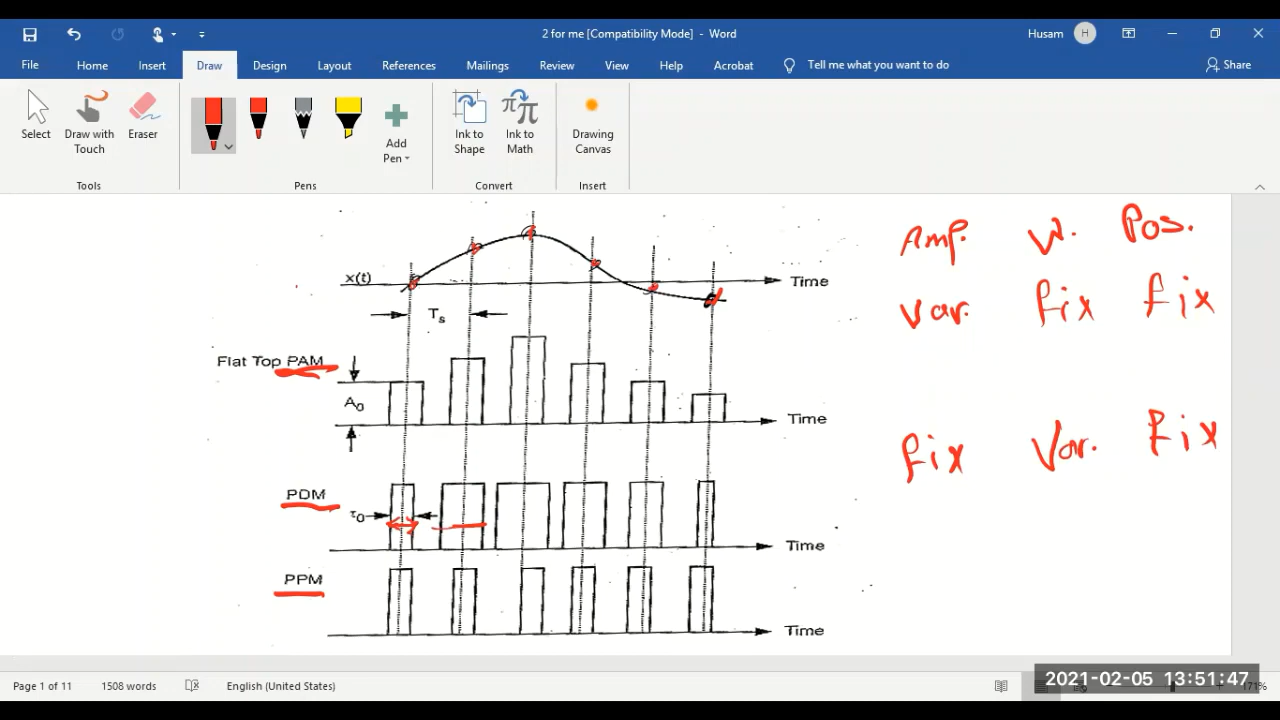 2 for me [Compatibility Mode] - Word
Husam H
File Home Insert Draw Design Layout References Mailings Review View Help Acrobat Tell me what you want to do Share
Select Draw with Touch Eraser Add Pen Ink to Shape Ink to Math Drawing Canvas
Tools Pens Convert Insert
Amp. W. Pos.
x(t) Time
Var. fix fix
Ts
Flat Top PAM
A0 Time
fix Var. fix
PDM
τ0
Time
PPM
Time
Page 1 of 11 1508 words English (United States) 171%
2021-02-05 13:51:47